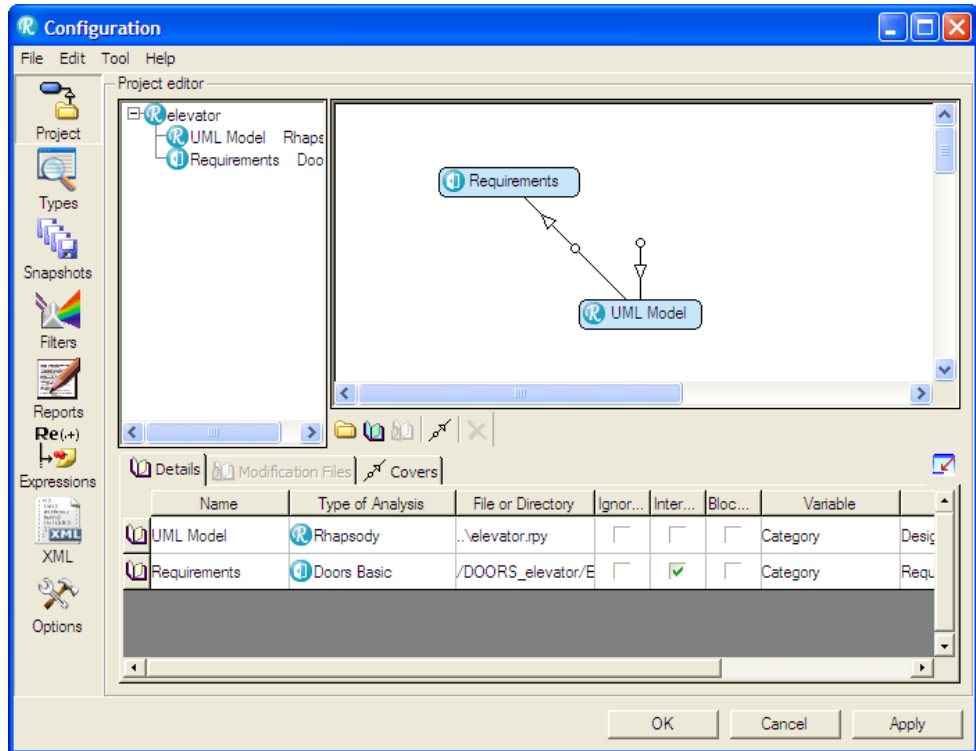 Configuration
File Edit Tool Help
Project editor
Project
Types
Snapshots
Filters
Reports
Re(.+)
Expressions
XML
XML
Options
elevator
UML Model Rhaps
Requirements Doo
Requirements
UML Model
Details Modification Files Covers
Name Type of Analysis File or Directory Ignor... Inter... Bloc... Variable
UML Model Rhapsody ..\elevator.rpy Category Desig
Requirements Doors Basic /DOORS_elevator/E Category Requ
OK Cancel Apply